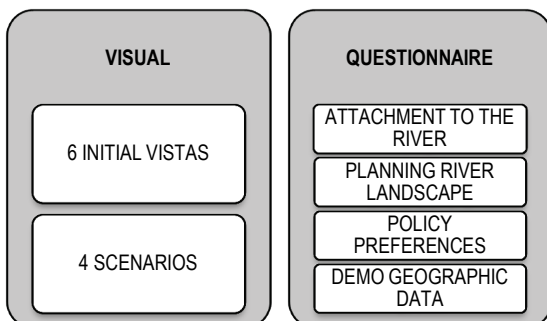 VISUAL
6 INITIAL VISTAS
4 SCENARIOS
QUESTIONNAIRE
ATTACHMENT TO THE
RIVER
PLANNING RIVER
LANDSCAPE
POLICY
PREFERENCES
DEMO GEOGRAPHIC
DATA